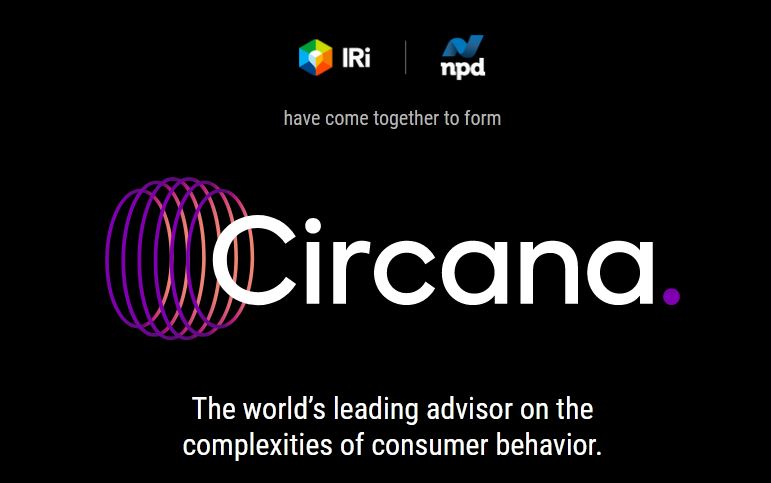 IRi npd
have come together to form
Circana.
The world’s leading advisor on the
complexities of consumer behavior.